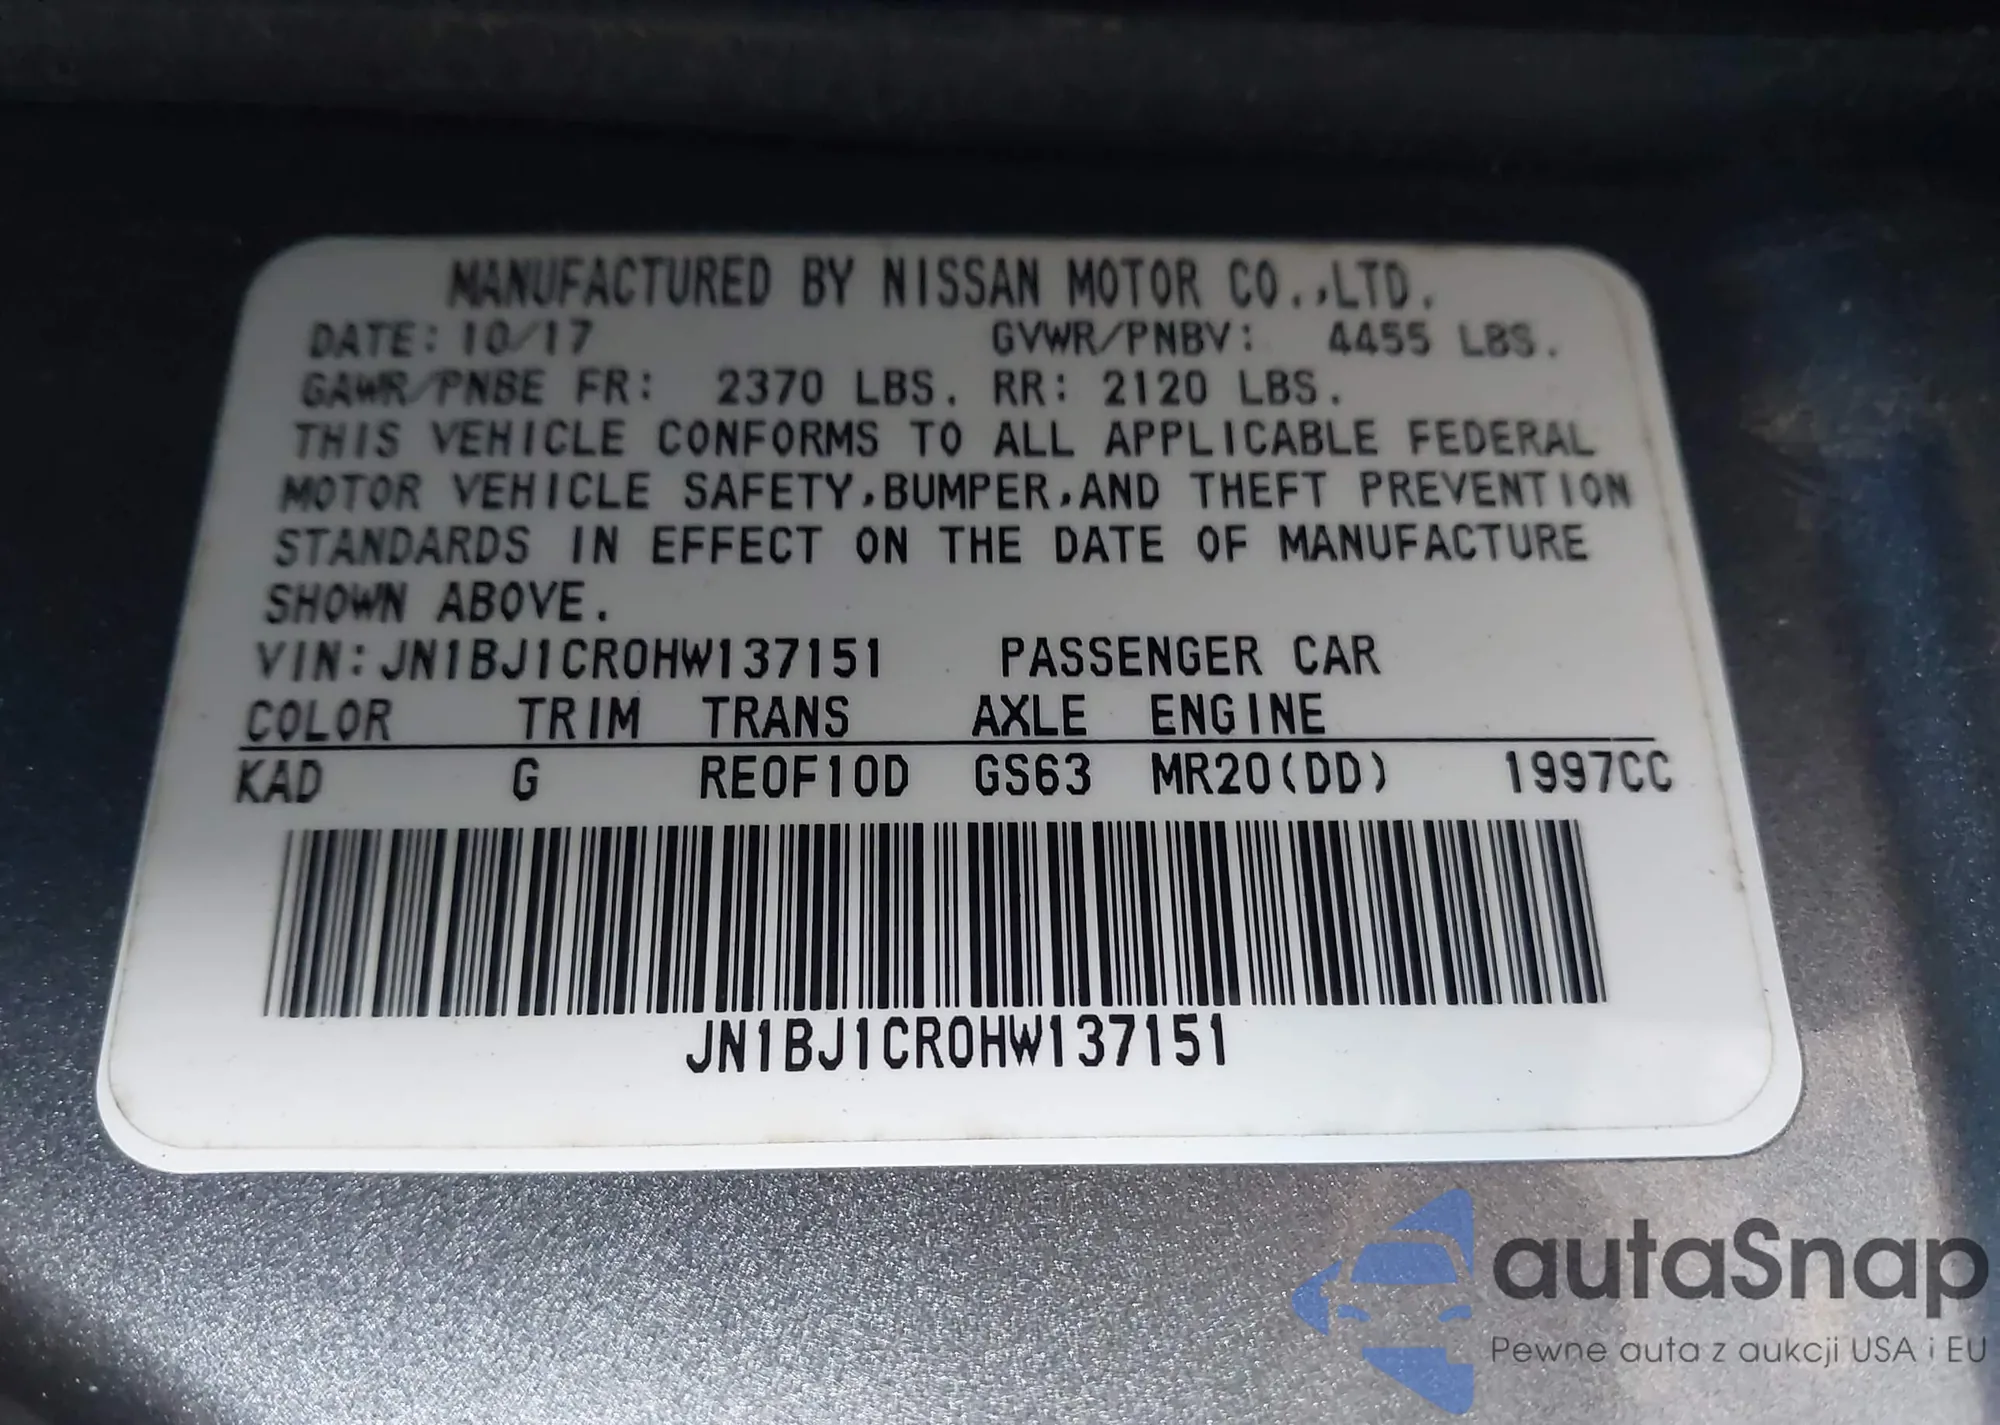 MANUFACTURED BY NISSAN MOTOR CO.,LTD.
DATE: 10/17 GVWR/PNBV: 4455 LBS.
GAWR/PNBE FR: 2370 LBS. RR: 2120 LBS.
THIS VEHICLE CONFORMS TO ALL APPLICABLE FEDERAL
MOTOR VEHICLE SAFETY,BUMPER,AND THEFT PREVENTION
STANDARDS IN EFFECT ON THE DATE OF MANUFACTURE
SHOWN ABOVE.
VIN: JN1BJ1CR0HW137151 PASSENGER CAR
COLOR TRIM TRANS AXLE ENGINE
KAD G RE0F10D GS63 MR20(DD) 1997CC
JN1BJ1CR0HW137151
autaSnap
Pewne auta z aukcji USA i EU